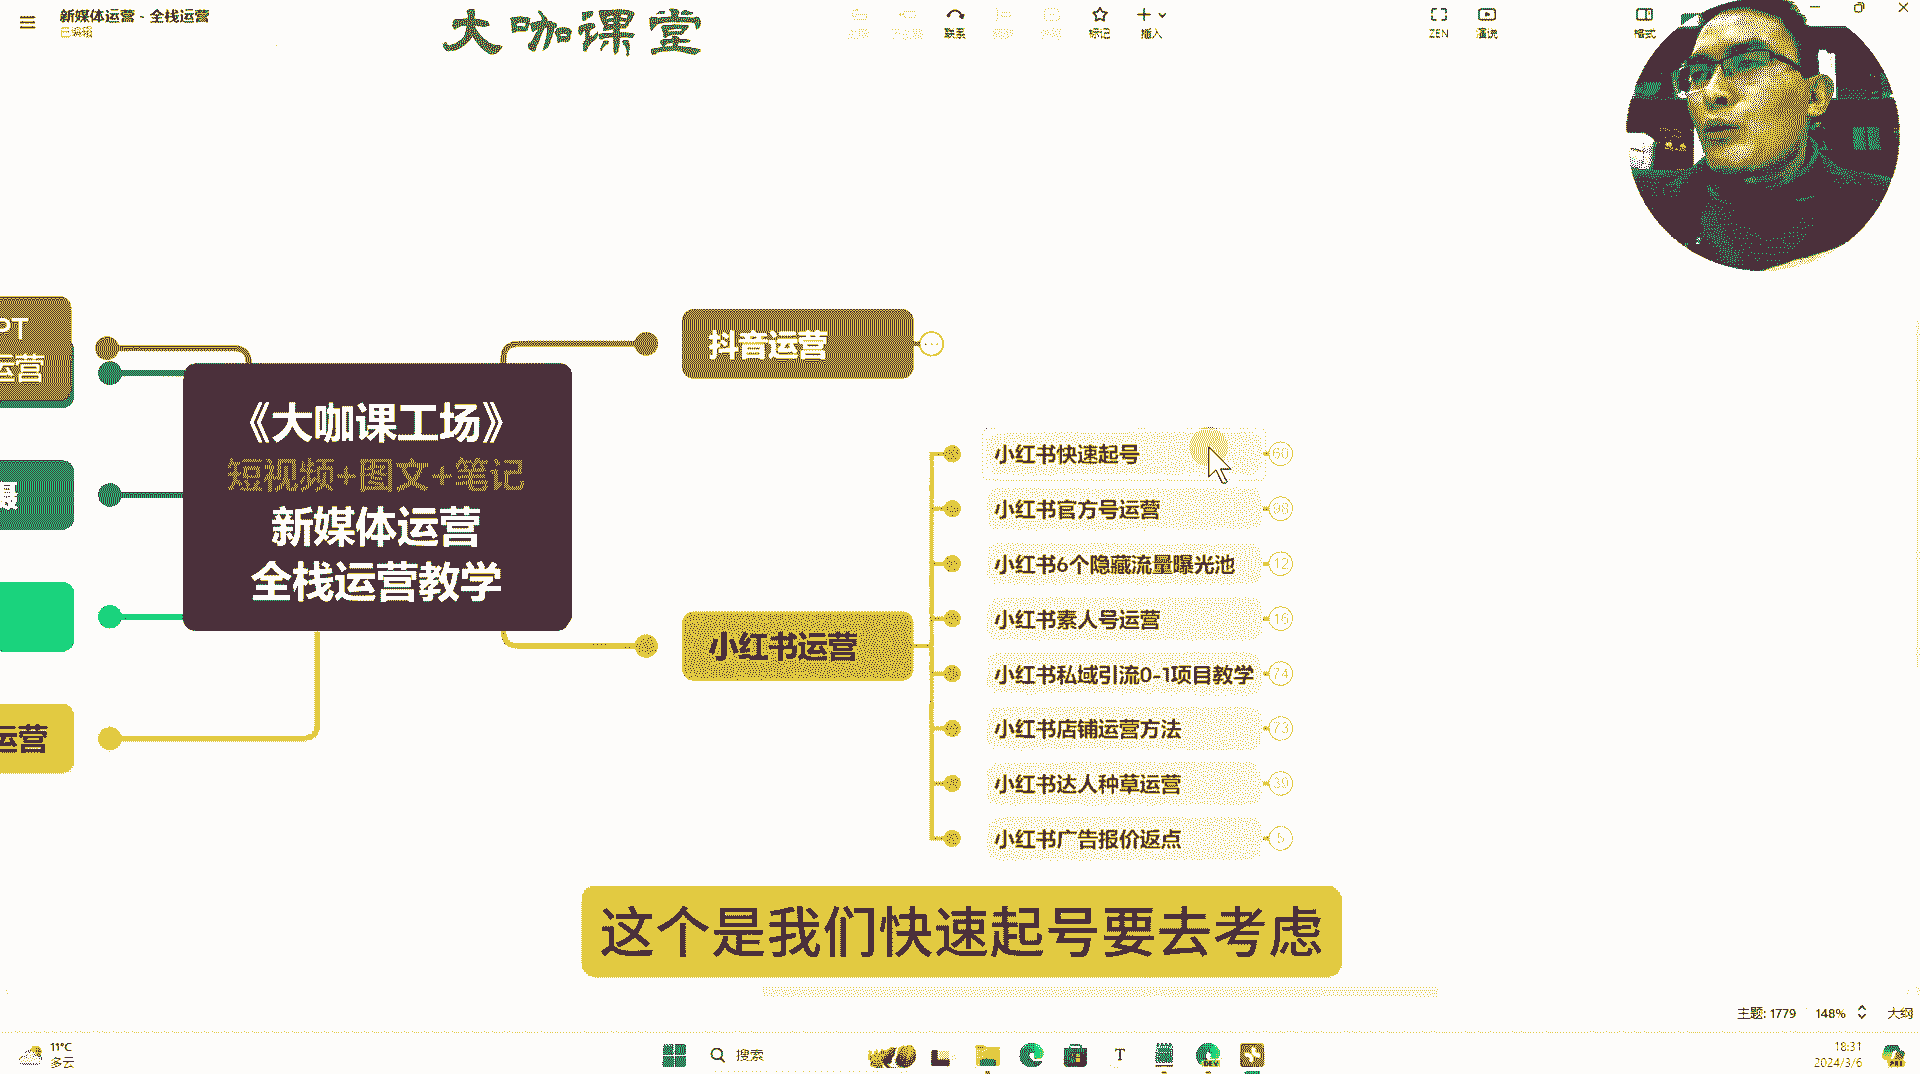 新媒体运营 - 全栈运营
已编辑
大咖课堂
联系
标记
插入
ZEN
演说
格式
PT
运营
《大咖课工场》
短视频+图文+笔记
新媒体运营
全栈运营教学
运营
抖音运营
小红书运营
小红书快速起号
60
小红书官方号运营
98
小红书6个隐藏流量曝光池
12
小红书素人号运营
16
小红书私域引流0-1项目教学
74
小红书店铺运营方法
73
小红书达人种草运营
39
小红书广告报价返点
5
这个是我们快速起号要去考虑
主题: 1779
148%
大纲
11°C
多云
搜索
18:31
2024/3/6